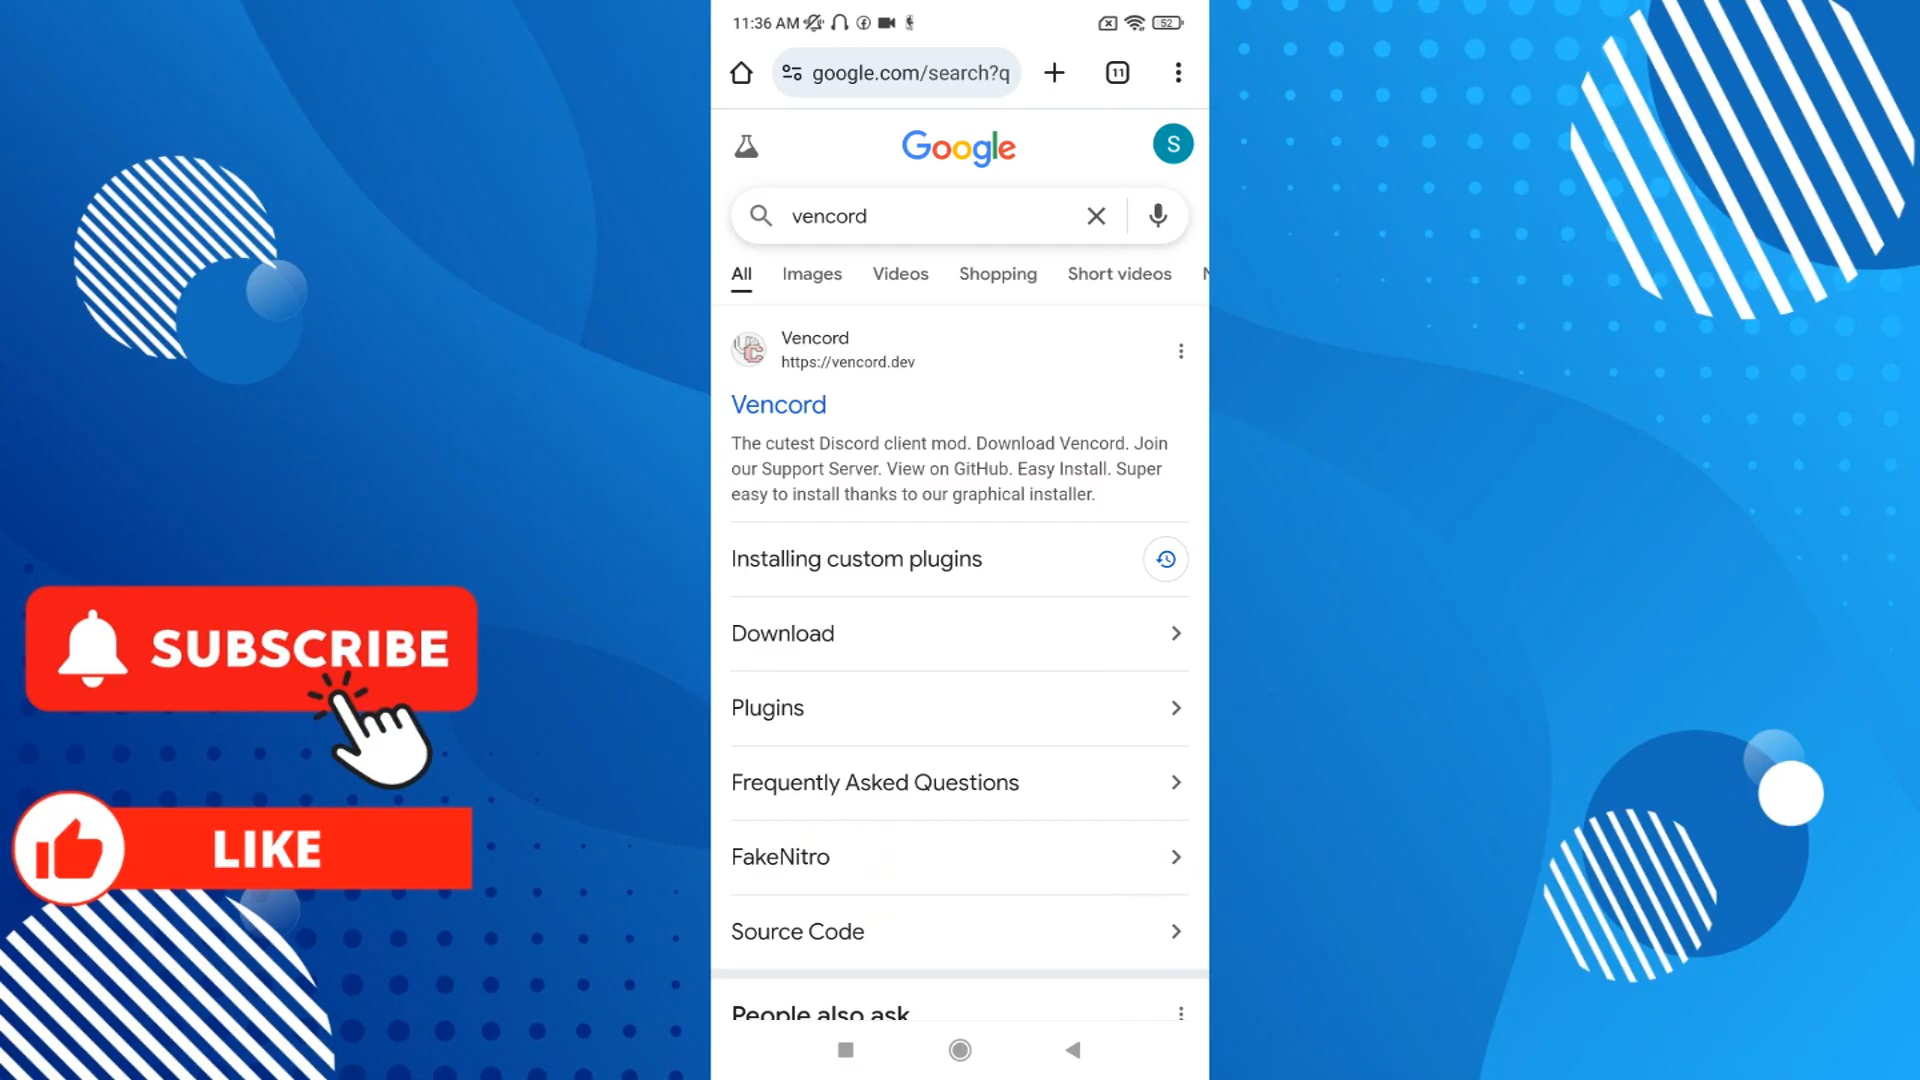 11:36 AM
52
google.com/search?q
11
Google
S
vencord
All Images Videos Shopping Short videos
Vencord
https://vencord.dev
Vencord
The cutest Discord client mod. Download Vencord. Join
our Support Server. View on GitHub. Easy Install. Super
easy to install thanks to our graphical installer.
Installing custom plugins
Download
Plugins
Frequently Asked Questions
FakeNitro
Source Code
People also ask
SUBSCRIBE
LIKE